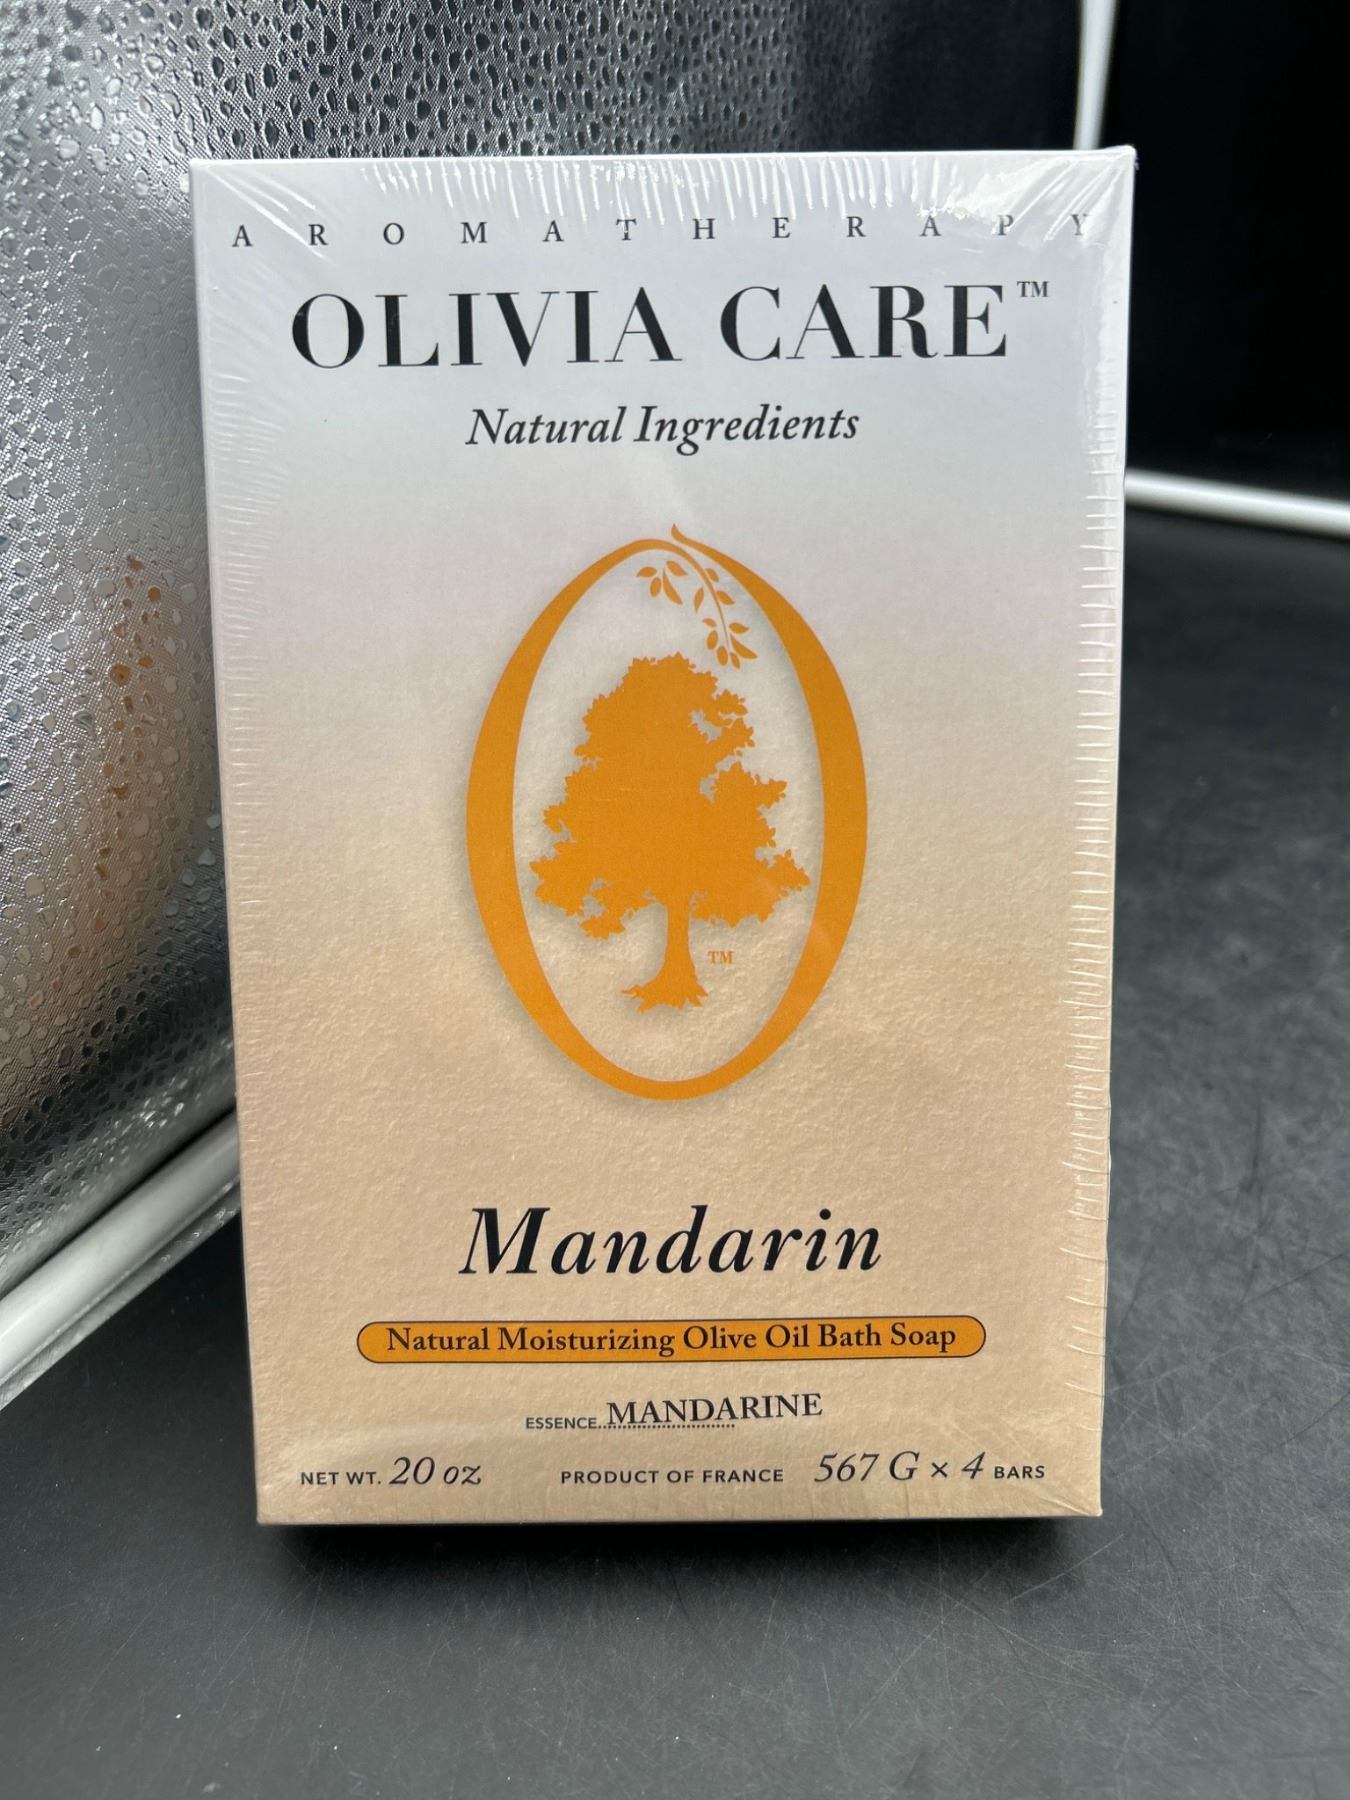 AROMATHERAPY
OLIVIA CARE™
Natural Ingredients
TM
Mandarin
Natural Moisturizing Olive Oil Bath Soap
ESSENCE..MANDARINE
NET WT. 20 oz PRODUCT OF FRANCE 567 G × 4 BARS